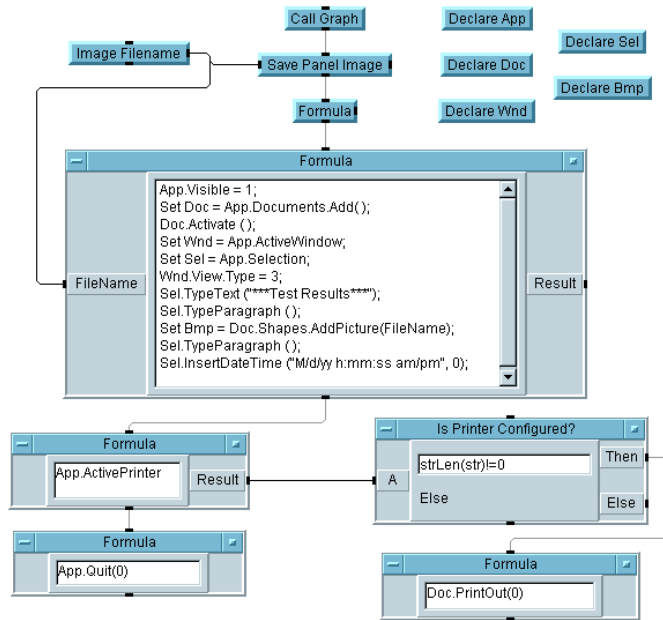 Call Graph
Declare App
Declare Sel
Image Filename
Save Panel Image
Declare Doc
Declare Bmp
Formula
Declare Wnd
Formula
App.Visible = 1;
Set Doc = App.Documents.Add();
Doc.Activate ();
Set Wnd = App.ActiveWindow;
Set Sel = App.Selection;
Wnd.View.Type = 3;
Sel.TypeText ("***Test Results***");
Sel.TypeParagraph ();
Set Bmp = Doc.Shapes.AddPicture(FileName);
Sel.TypeParagraph ();
Sel.InsertDateTime ("M/d/yy h:mm:ss am/pm", 0);
FileName
Result
Formula
App.ActivePrinter
Result
Is Printer Configured?
A
strLen(str)!=0
Then
Else
Else
Formula
App.Quit(0)
Formula
Doc.PrintOut(0)